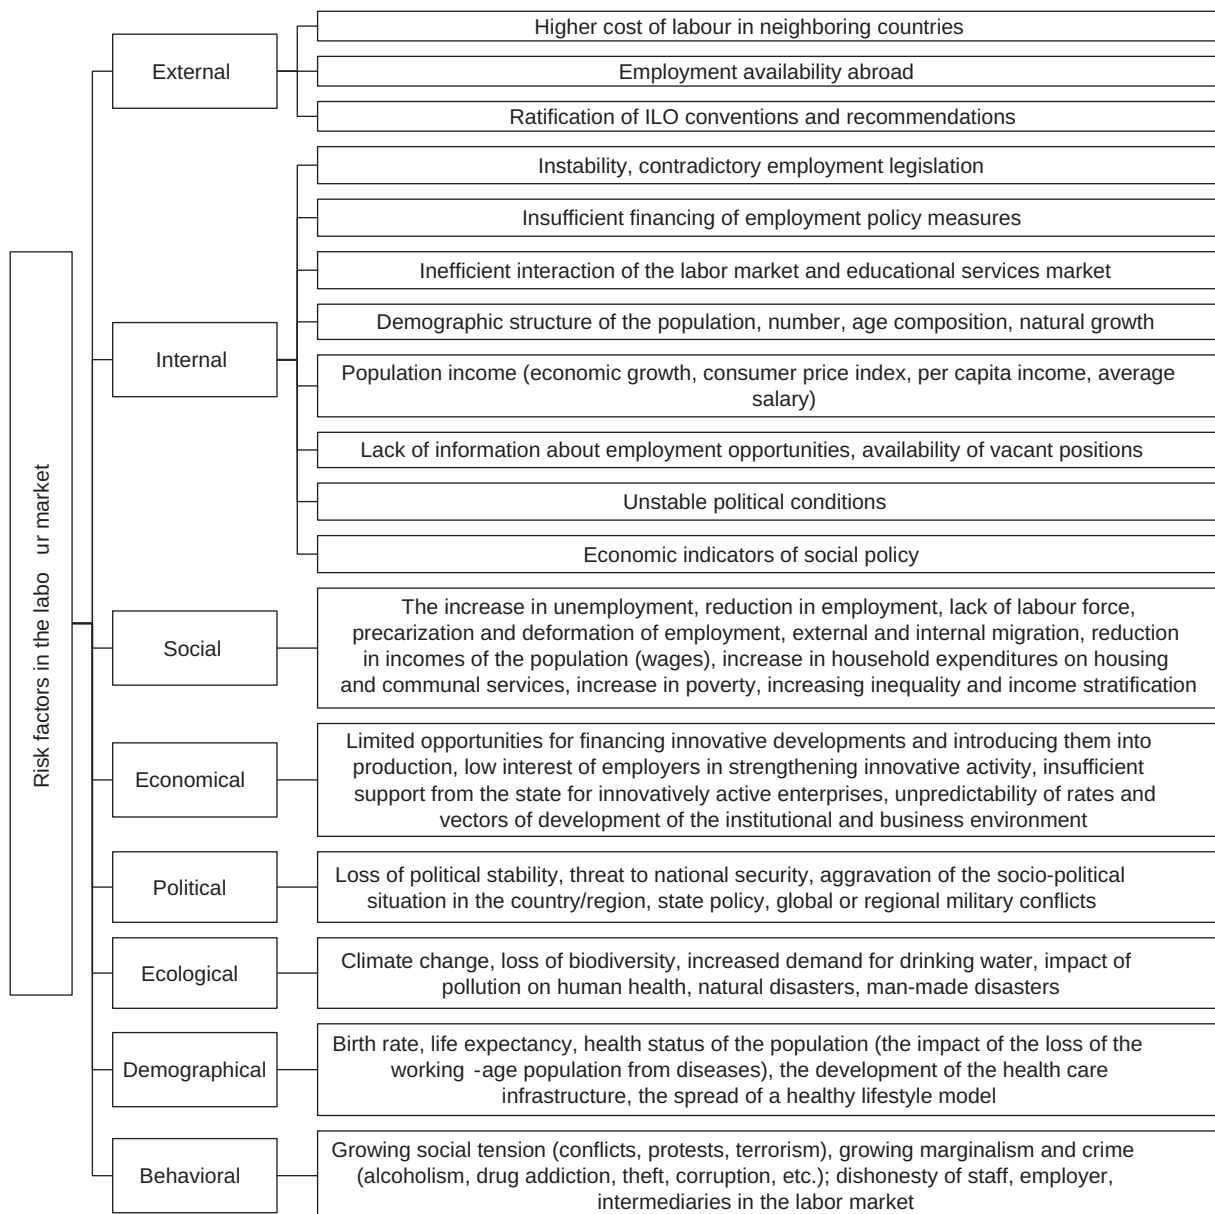 Risk factors in the labo ur market
External
Higher cost of labour in neighboring countries
Employment availability abroad
Ratification of ILO conventions and recommendations
Internal
Instability, contradictory employment legislation
Insufficient financing of employment policy measures
Inefficient interaction of the labor market and educational services market
Demographic structure of the population, number, age composition, natural growth
Population income (economic growth, consumer price index, per capita income, average
salary)
Lack of information about employment opportunities, availability of vacant positions
Unstable political conditions
Economic indicators of social policy
Social
The increase in unemployment, reduction in employment, lack of labour force,
precarization and deformation of employment, external and internal migration, reduction
in incomes of the population (wages), increase in household expenditures on housing
and communal services, increase in poverty, increasing inequality and income stratification
Economical
Limited opportunities for financing innovative developments and introducing them into
production, low interest of employers in strengthening innovative activity, insufficient
support from the state for innovatively active enterprises, unpredictability of rates and
vectors of development of the institutional and business environment
Political
Loss of political stability, threat to national security, aggravation of the socio-political
situation in the country/region, state policy, global or regional military conflicts
Ecological
Climate change, loss of biodiversity, increased demand for drinking water, impact of
pollution on human health, natural disasters, man-made disasters
Demographical
Birth rate, life expectancy, health status of the population (the impact of the loss of the
working -age population from diseases), the development of the health care
infrastructure, the spread of a healthy lifestyle model
Behavioral
Growing social tension (conflicts, protests, terrorism), growing marginalism and crime
(alcoholism, drug addiction, theft, corruption, etc.); dishonesty of staff, employer,
intermediaries in the labor market